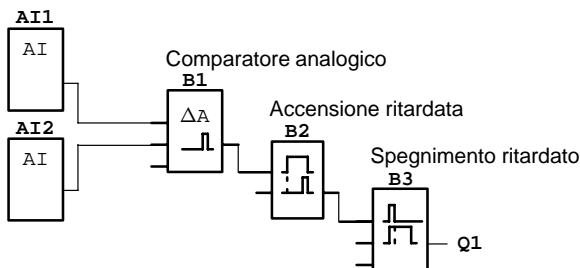 AI1
AI
Comparatore analogico
B1
ΔA
AI2
AI
Accensione ritardata
B2
Spegnimento ritardato
B3
Q1